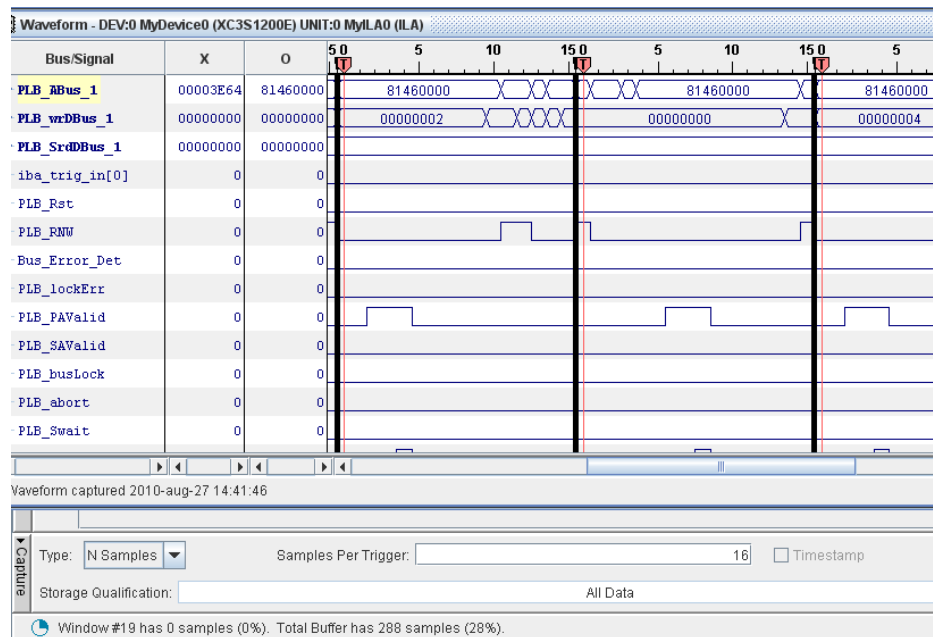 Waveform - DEV:0 MyDevice0 (XC3S1200E) UNIT:0 MyILA0 (ILA)
Bus/Signal X O 5 0 5 10 15 0 5 10 15 0 5
T T T
PLB_ABus_1 00003E64 81460000 81460000 81460000 81460000
PLB_wrDBus_1 00000000 00000000 00000002 00000000 00000004
PLB_SrdDBus_1 00000000 00000000
iba_trig_in[0] 0 0
PLB_Rst 0 0
PLB_RNW 0 0
Bus_Error_Det 0 0
PLB_lockErr 0 0
PLB_PAValid 0 0
PLB_SAValid 0 0
PLB_busLock 0 0
PLB_abort 0 0
PLB_Swait 0 0
Waveform captured 2010-aug-27 14:41:46
Capture
Type: N Samples Samples Per Trigger: 16 Timestamp
Storage Qualification: All Data
Window #19 has 0 samples (0%). Total Buffer has 288 samples (28%).